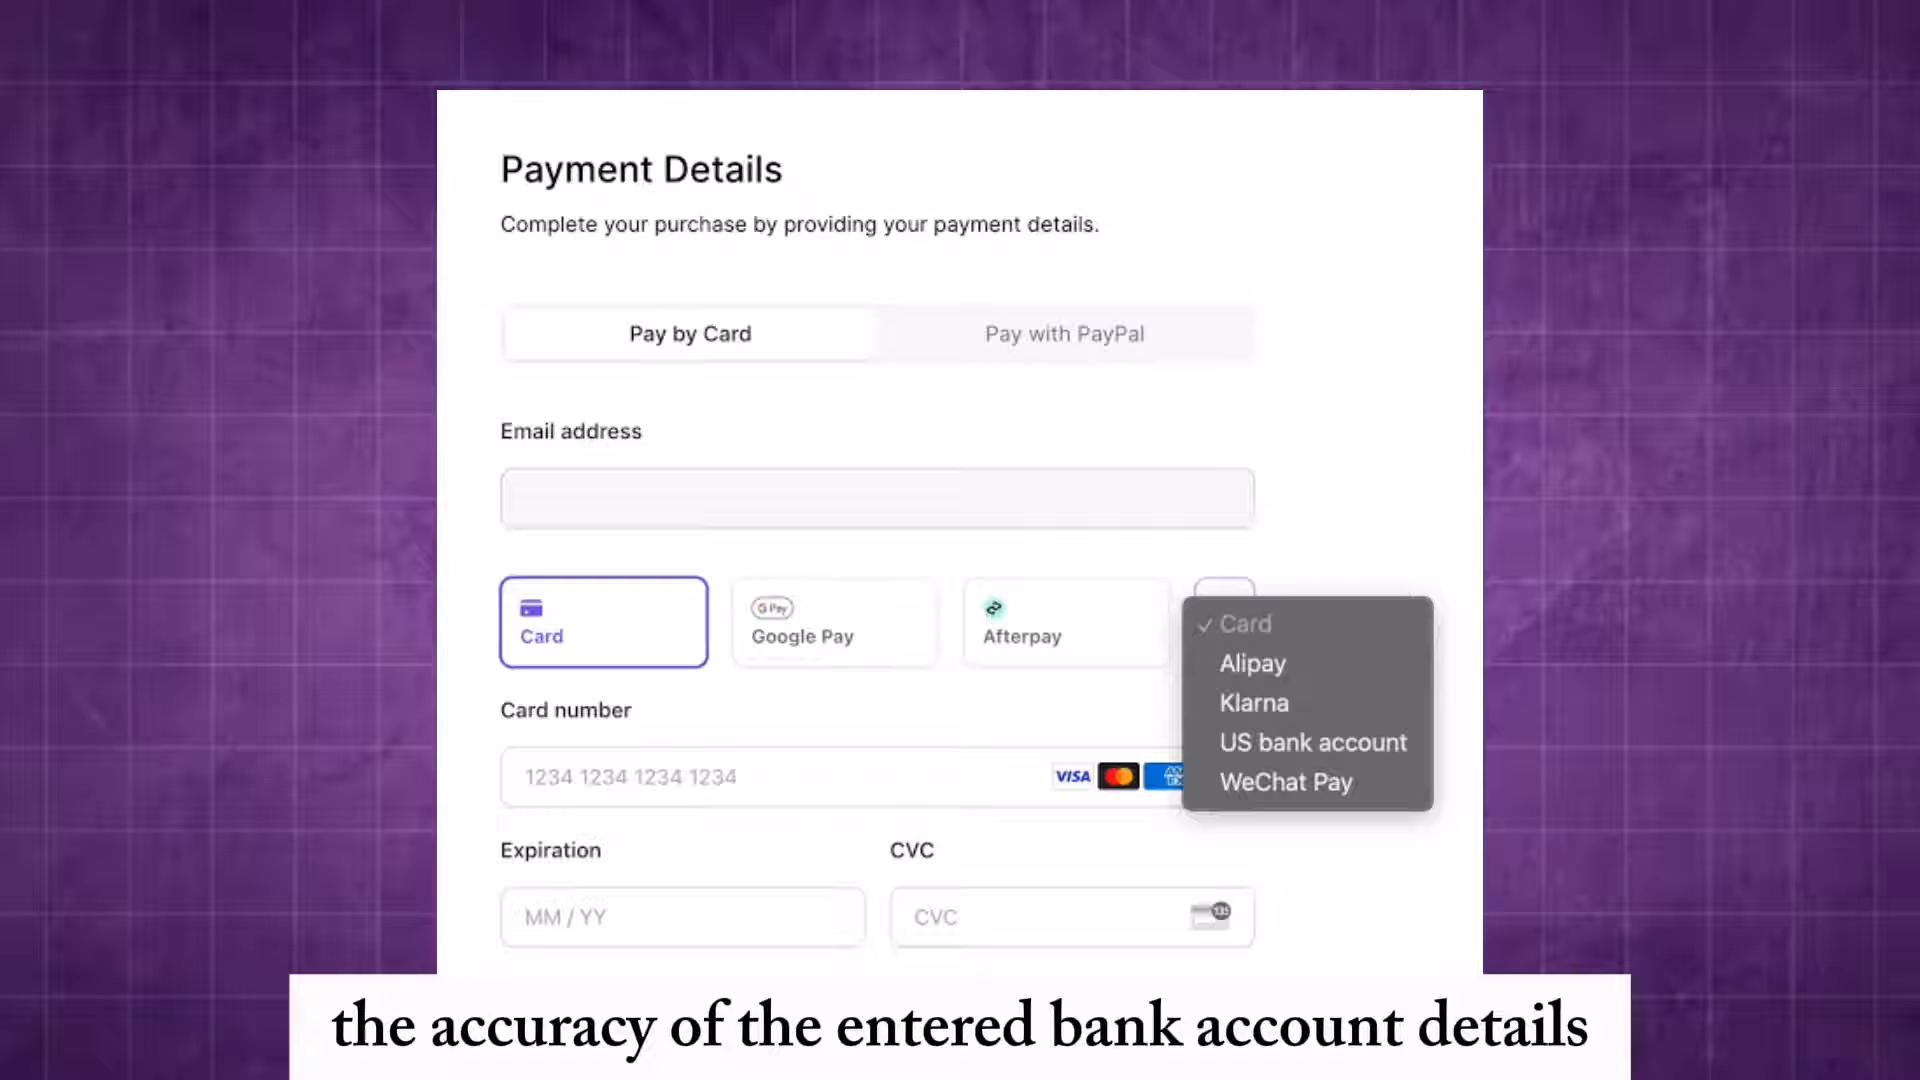 Payment Details
Complete your purchase by providing your payment details.
Pay by Card
Pay with PayPal
Email address
Card
G Pay
Google Pay
Afterpay
✓ Card
Alipay
Klarna
US bank account
WeChat Pay
Card number
1234 1234 1234 1234
VISA
Expiration
CVC
MM / YY
CVC
135
the accuracy of the entered bank account details